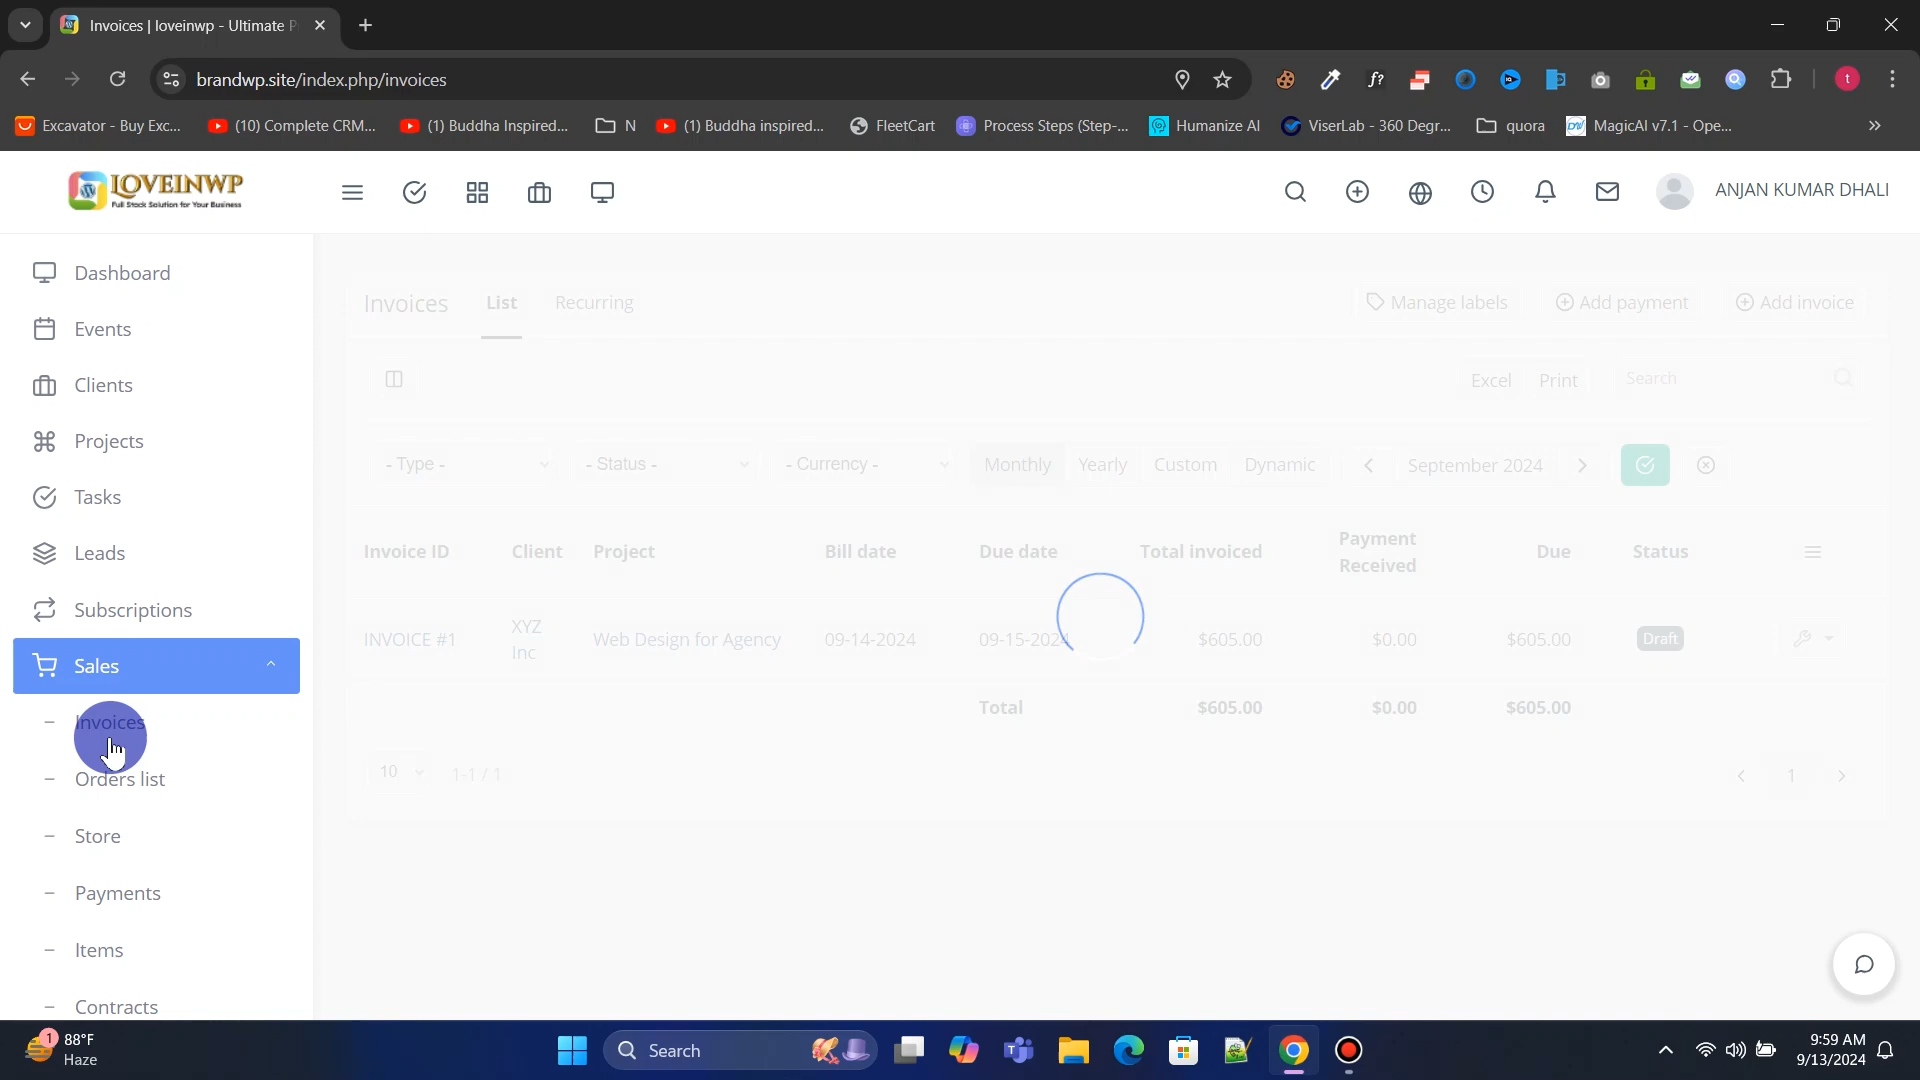 Invoices | loveinwp - Ultimate P
brandwp.site/index.php/invoices
f?
t
Excavator - Buy Exc...
(10) Complete CRM...
(1) Buddha Inspired...
N
(1) Buddha inspired...
FleetCart
Process Steps (Step-...
Humanize AI
ViserLab - 360 Degr...
quora
MagicAI v7.1 - Ope...
LOVEINWP
Full Stack Solution for Your Business
ANJAN KUMAR DHALI
Dashboard
Events
Clients
Projects
Tasks
Leads
Subscriptions
Sales
Invoices
Orders list
Store
Payments
Items
Contracts
Invoices List Recurring
Manage labels Add payment Add invoice
Excel Print Search
- Type - - Status - - Currency - Monthly Yearly Custom Dynamic September 2024
Invoice ID Client Project Bill date Due date Total invoiced Payment Received Due Status
INVOICE #1 XYZ Inc Web Design for Agency 09-14-2024 09-15-2024 $605.00 $0.00 $605.00 Draft
Total $605.00 $0.00 $605.00
10 1-1 / 1 1
1
88°F
Haze
Search
9:59 AM
9/13/2024